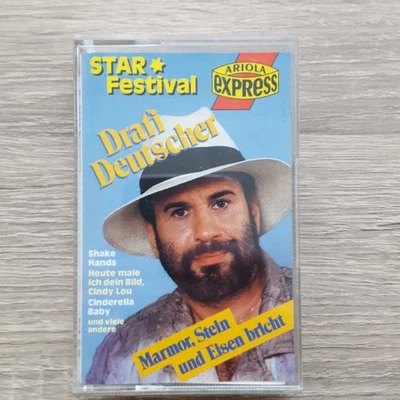 STAR ★
Festival
ARIOLA
express
Drafi
Deutscher
Shake
Hands
Heute male
ich dein Bild,
Cindy Lou
Cinderella
Baby
und viele
andere
Marmor, Stein
und Eisen bricht